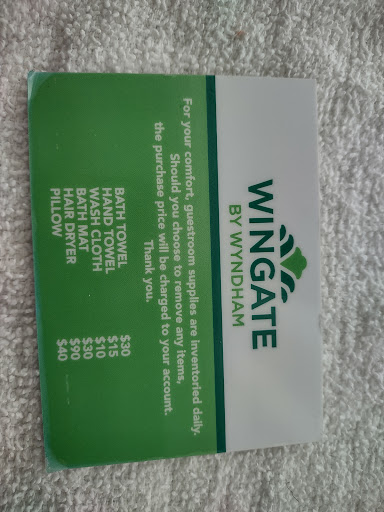 WINGATE
BY WYNDHAM
For your comfort, guestroom supplies are inventoried daily.
Should you choose to remove any items,
the purchase price will be charged to your account.
Thank you.
BATH TOWEL $30
HAND TOWEL $15
WASH CLOTH $10
BATH MAT $30
HAIR DRYER $90
PILLOW $40